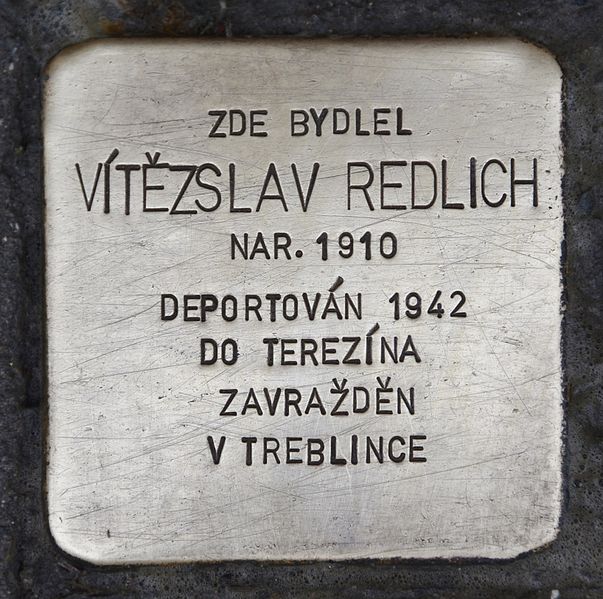 ZDE BYDLEL
VÍTĚZSLAV REDLICH
NAR. 1910
DEPORTOVÁN 1942
DO TEREZÍNA
ZAVRAŽDĚN
V TREBLINCE